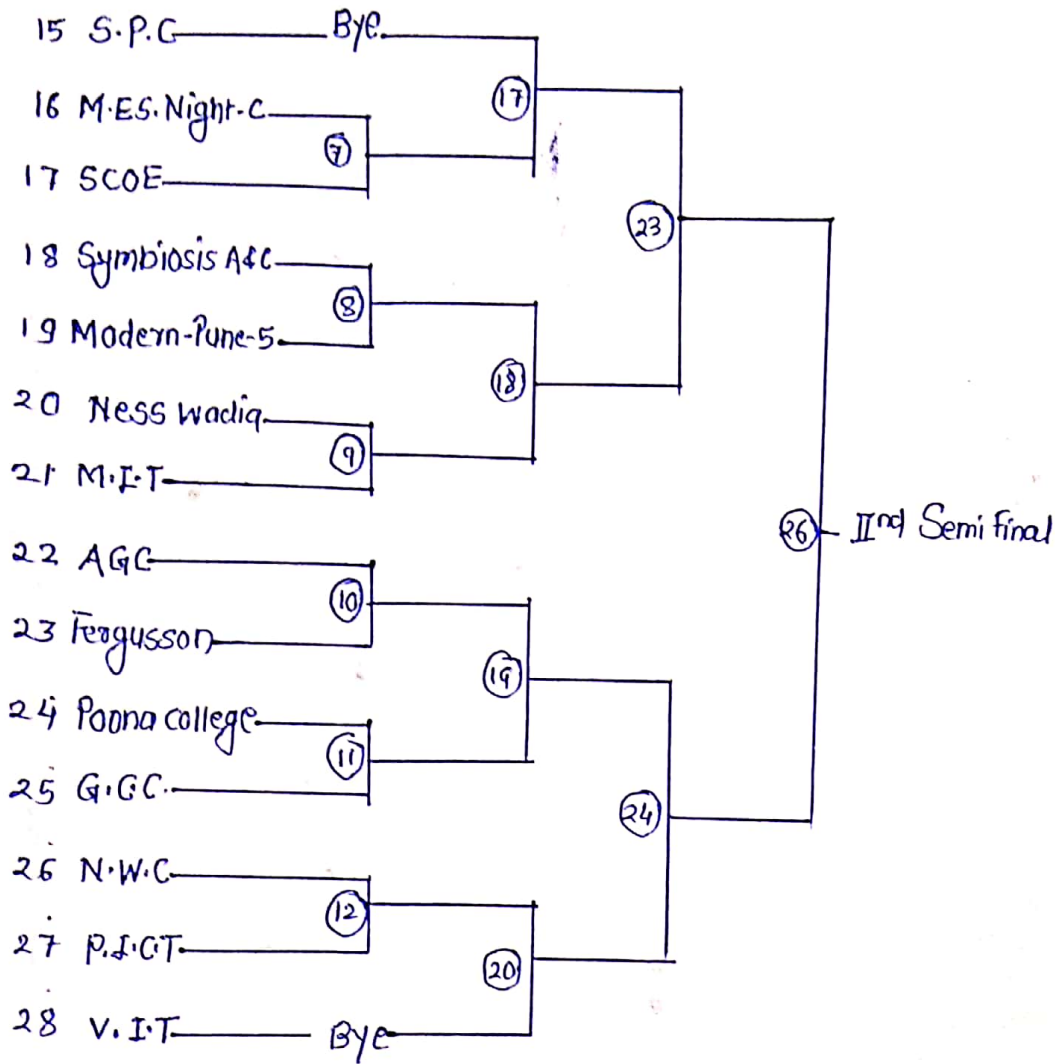 15 S.P.C Bye
16 M.ES.Night-C
17
7
17 SCOE
23
18 Symbiosis A&C
8
19 Modern-Pune-5
18
20 Ness Wadia
9
21 M.I.T
26 IInd Semi Final
22 AGC
10
23 Fergusson
19
24 Poona college
11
25 G.G.C.
24
26 N.W.C
12
27 P.I.C.T
20
28 V.I.T Bye